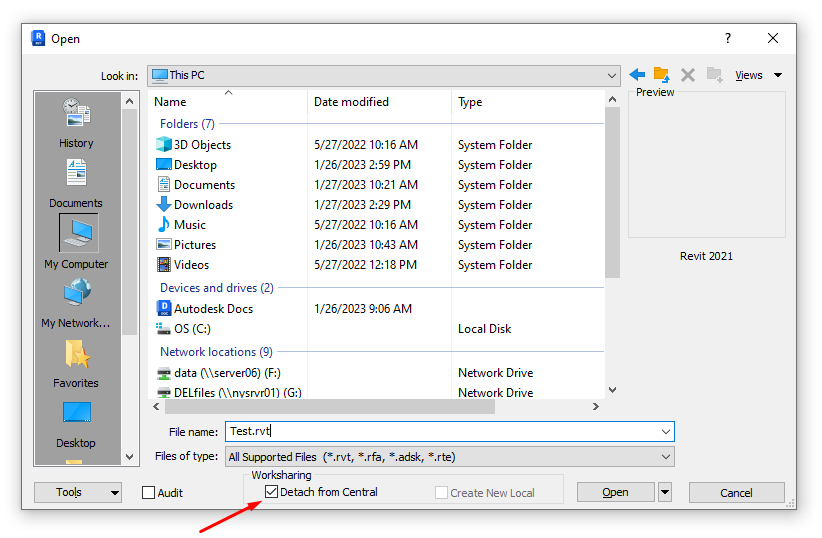 Open
Look in: This PC Views
Preview
Name Date modified Type
Folders (7)
3D Objects 5/27/2022 10:16 AM System Folder
Desktop 1/26/2023 2:59 PM System Folder
Documents 1/27/2023 10:21 AM System Folder
Downloads 1/27/2023 2:29 PM System Folder
Music 5/27/2022 10:16 AM System Folder
Pictures 1/26/2023 10:43 AM System Folder
Videos 5/27/2022 12:18 PM System Folder
Devices and drives (2)
Autodesk Docs 1/26/2023 9:06 AM
OS (C:) Local Disk
Network locations (9)
data (\\server06) (F:) Network Drive
DELfiles (\\nysrvr01) (G:) Network Drive
History
Documents
My Computer
My Network...
Favorites
Desktop
Revit 2021
File name: Test.rvt
Files of type: All Supported Files (*.rvt, *.rfa, *.adsk, *.rte)
Worksharing
Tools Audit Detach from Central Create New Local Open Cancel